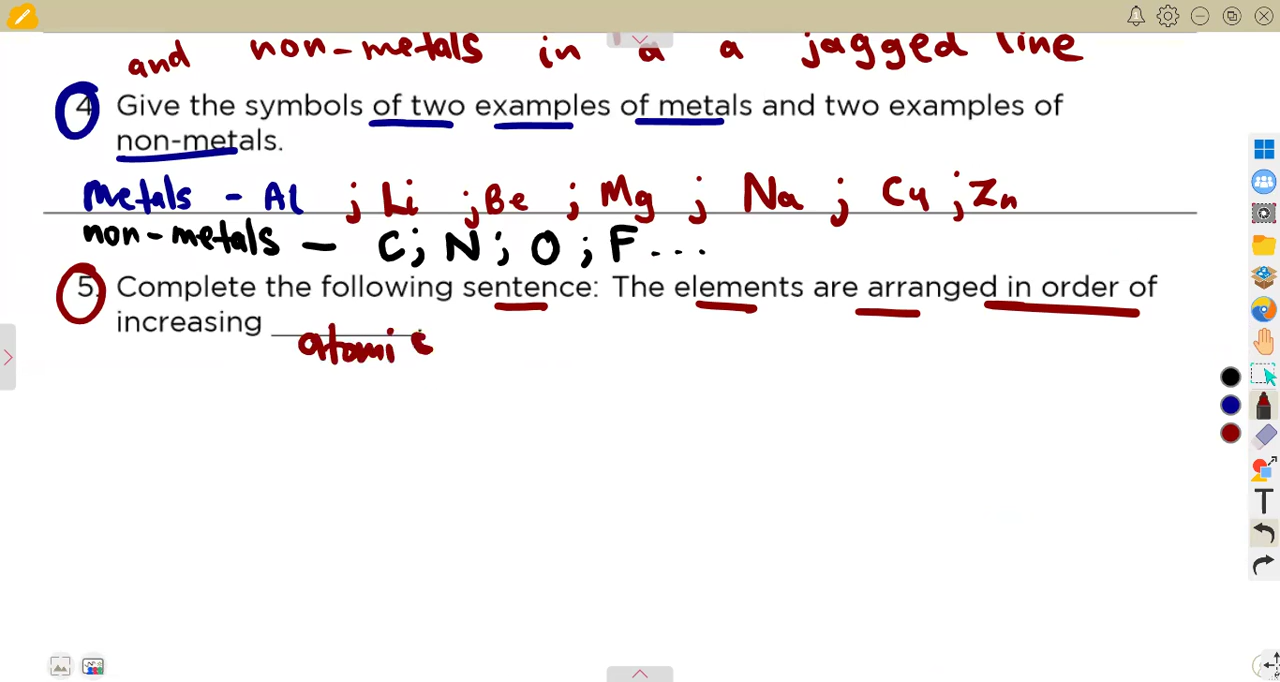 and non-metals in a a jagged line
4. Give the symbols of two examples of metals and two examples of
non-metals.
Metals - Al ; Li ; Be ; Mg ; Na ; Cu ; Zn
non-metals — C; N; O; F...
5. Complete the following sentence: The elements are arranged in order of
increasing ____________
atomic
T